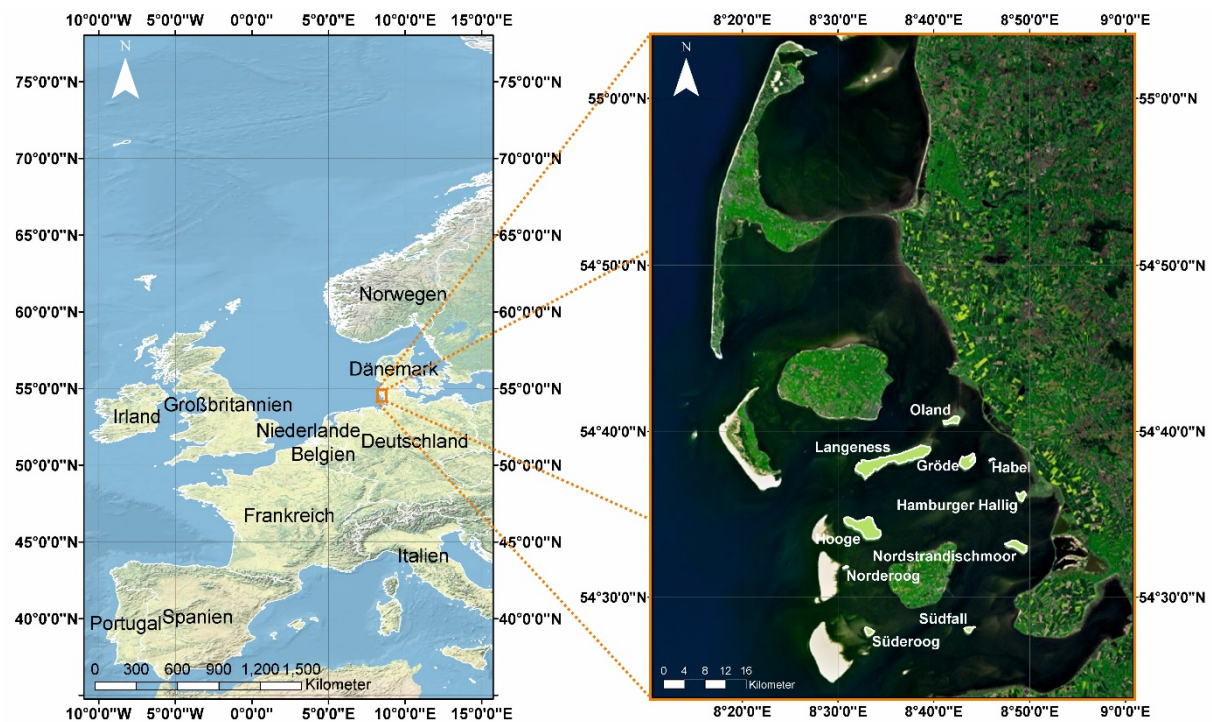 10°0'0"W 5°0'0"W 0°0'0" 5°0'0"E 10°0'0"E 15°0'0"E
N
75°0'0"N 75°0'0"N
70°0'0"N 70°0'0"N
65°0'0"N 65°0'0"N
60°0'0"N 60°0'0"N
55°0'0"N 55°0'0"N
50°0'0"N 50°0'0"N
45°0'0"N 45°0'0"N
40°0'0"N 40°0'0"N
Norwegen
Dänemark
Irland
Großbritannien
Niederlande
Belgien
Deutschland
Frankreich
Italien
Portugal
Spanien
0 300 600 900 1,200 1,500
Kilometer
10°0'0"W 5°0'0"W 0°0'0" 5°0'0"E 10°0'0"E 15°0'0"E
8°20'0"E 8°30'0"E 8°40'0"E 8°50'0"E 9°0'0"E
N
55°0'0"N 55°0'0"N
54°50'0"N 54°50'0"N
54°40'0"N 54°40'0"N
54°30'0"N 54°30'0"N
Oland
Langeness
Gröde
Habel
Hamburger Hallig
Hooge
Nordstrandischmoor
Norderoog
Südfall
Süderoog
0 4 8 12 16
Kilometer
8°20'0"E 8°30'0"E 8°40'0"E 8°50'0"E 9°0'0"E